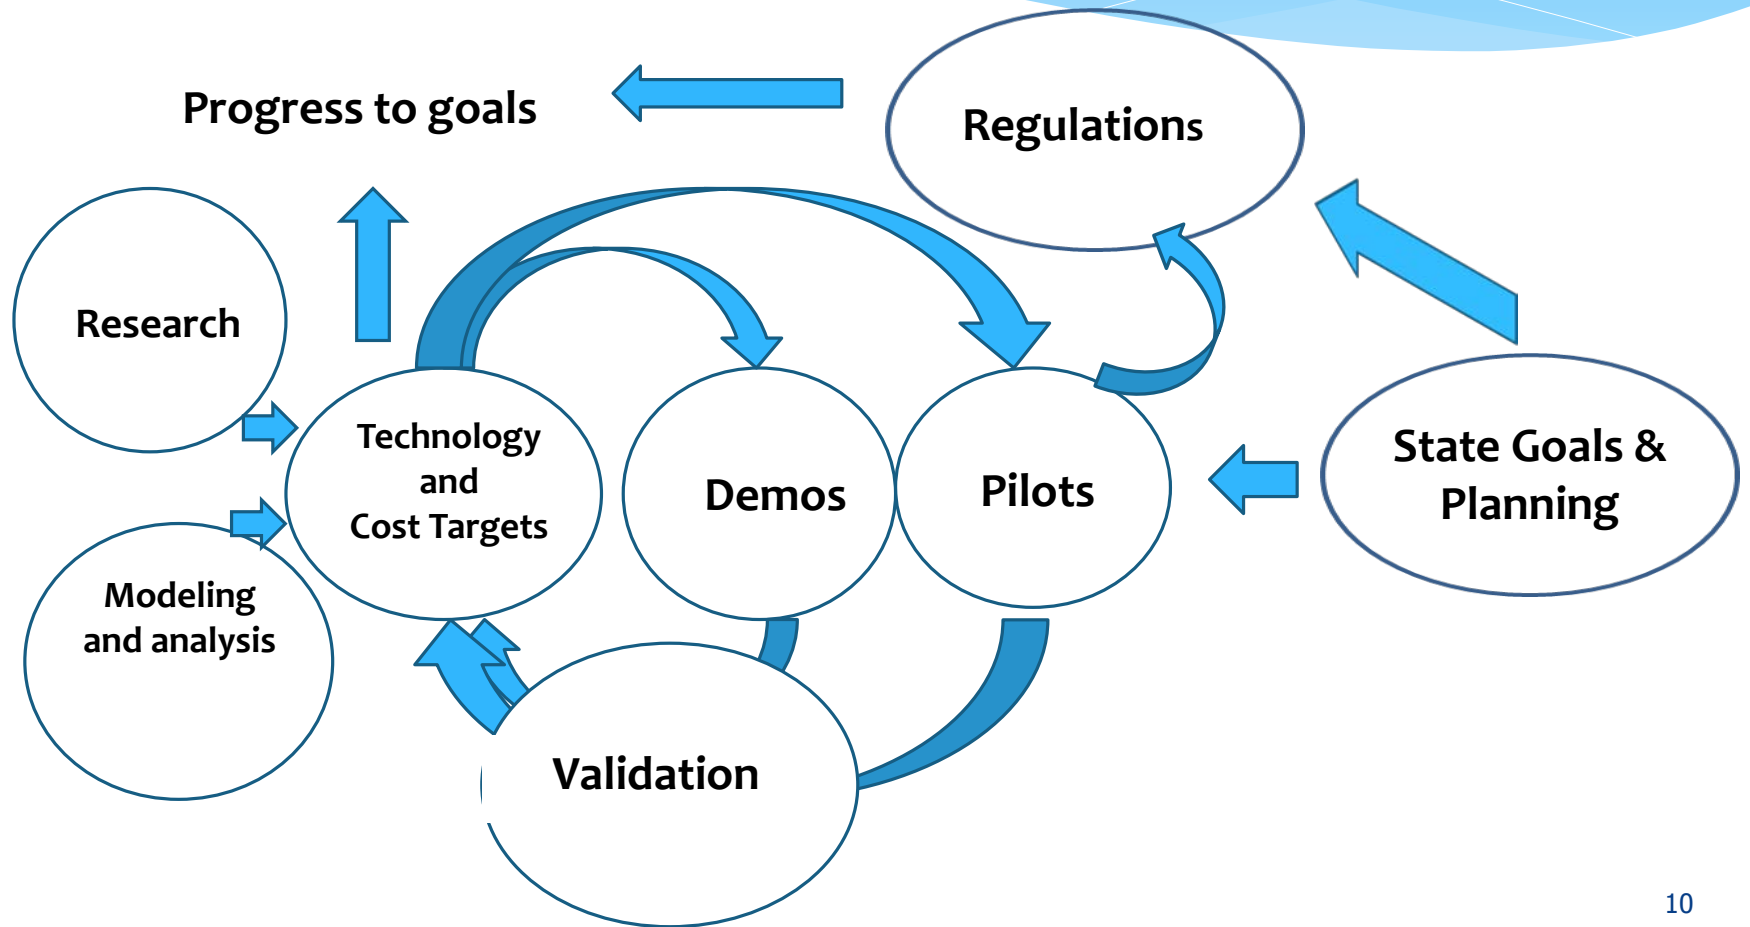 Progress to goals
Regulations
Research
Technology
and
Cost Targets
Demos
Pilots
State Goals &
Planning
Modeling
and analysis
Validation
10